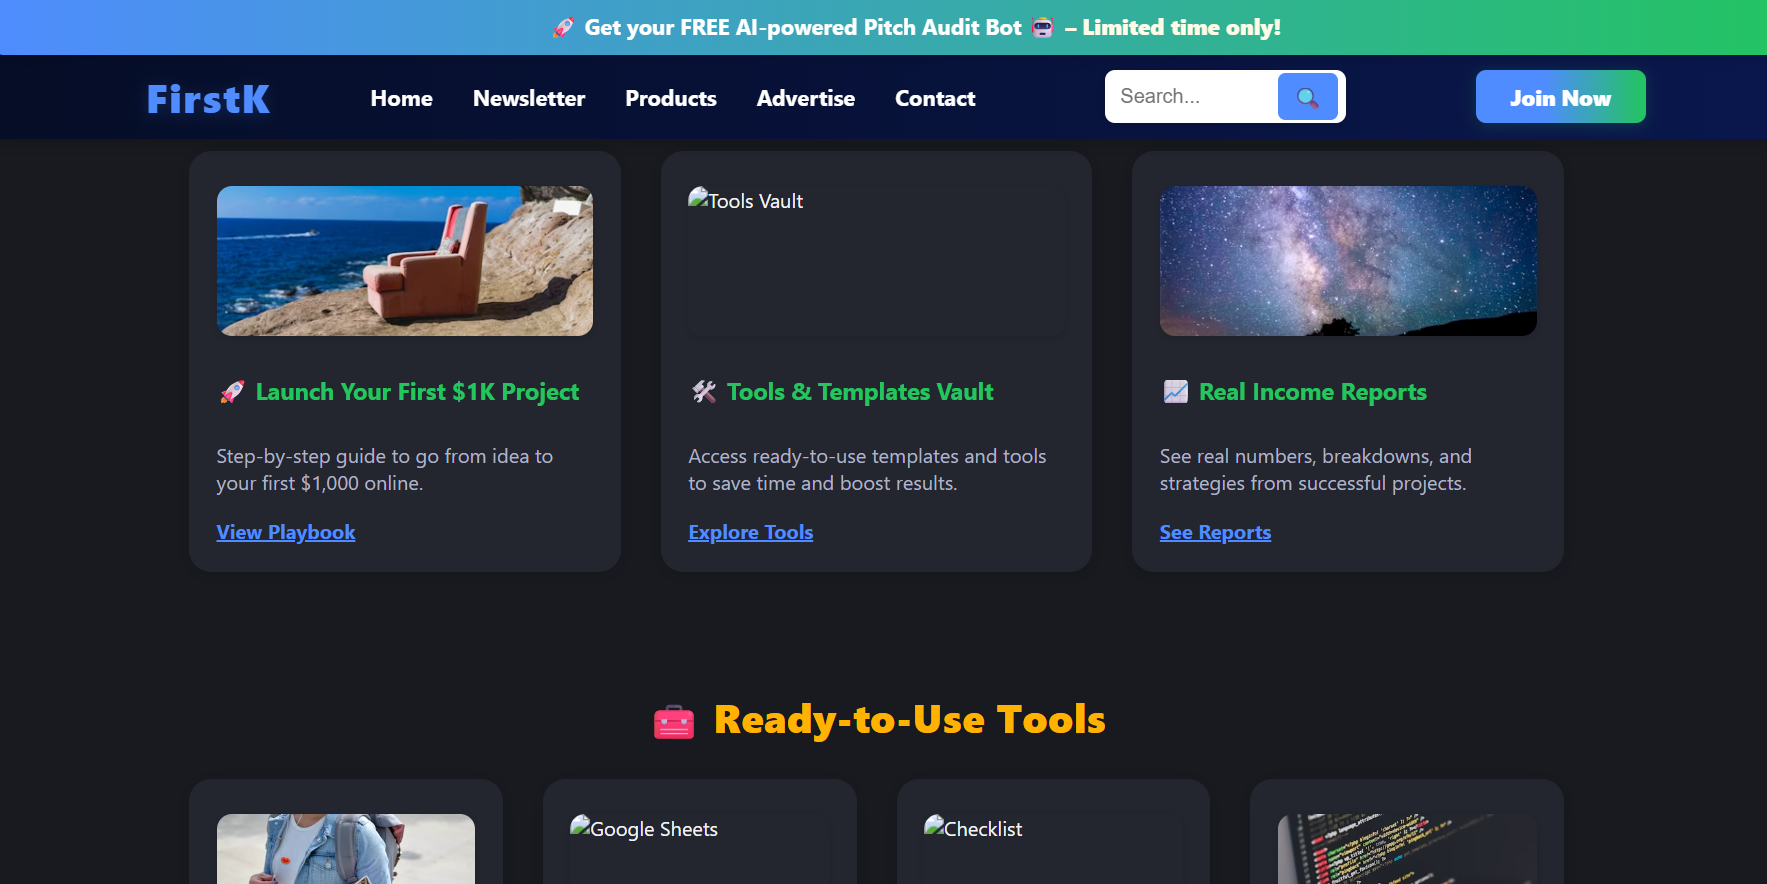 🚀 Get your FREE AI-powered Pitch Audit Bot 🤖 – Limited time only!
FirstK
Home
Newsletter
Products
Advertise
Contact
Search...
Join Now
Tools Vault
🚀 Launch Your First $1K Project
Step-by-step guide to go from idea to
your first $1,000 online.
View Playbook
🛠 Tools & Templates Vault
Access ready-to-use templates and tools
to save time and boost results.
Explore Tools
📈 Real Income Reports
See real numbers, breakdowns, and
strategies from successful projects.
See Reports
🧰 Ready-to-Use Tools
Google Sheets
Checklist